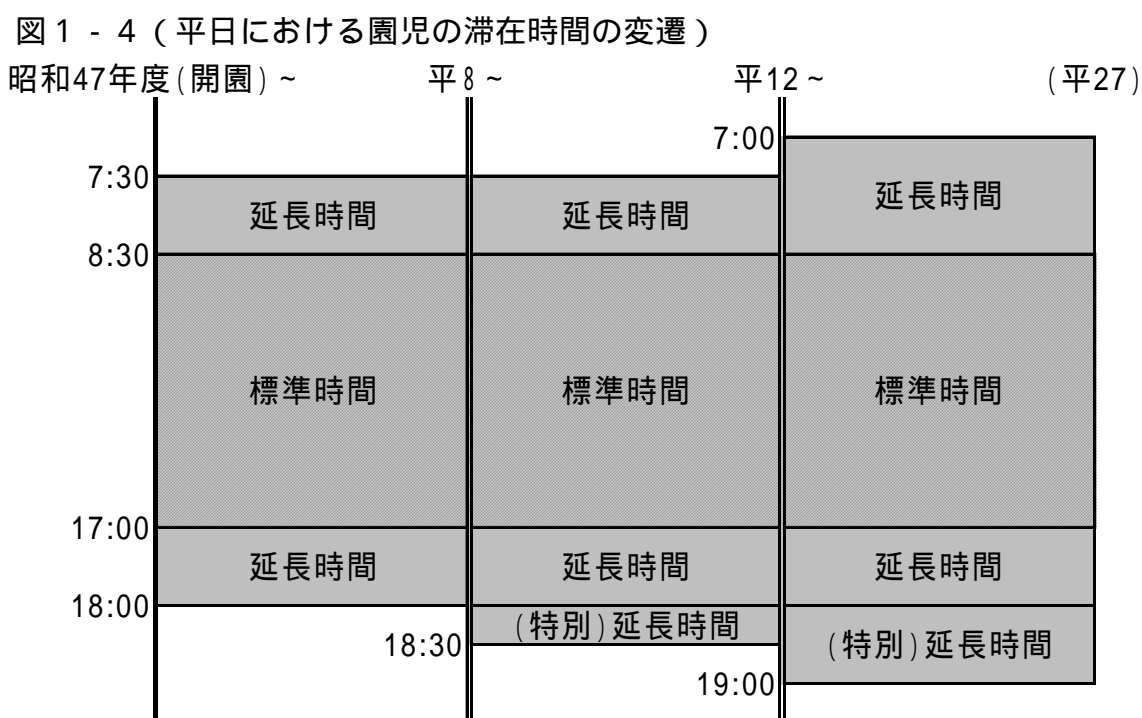 図1-4(平日における園児の滞在時間の変遷)
昭和47年度(開園)~ 平8~ 平12~ (平27)
7:00
7:30 延長時間 延長時間 延長時間
8:30
標準時間 標準時間 標準時間
17:00
延長時間 延長時間 延長時間
18:00
(特別)延長時間 (特別)延長時間
18:30
19:00